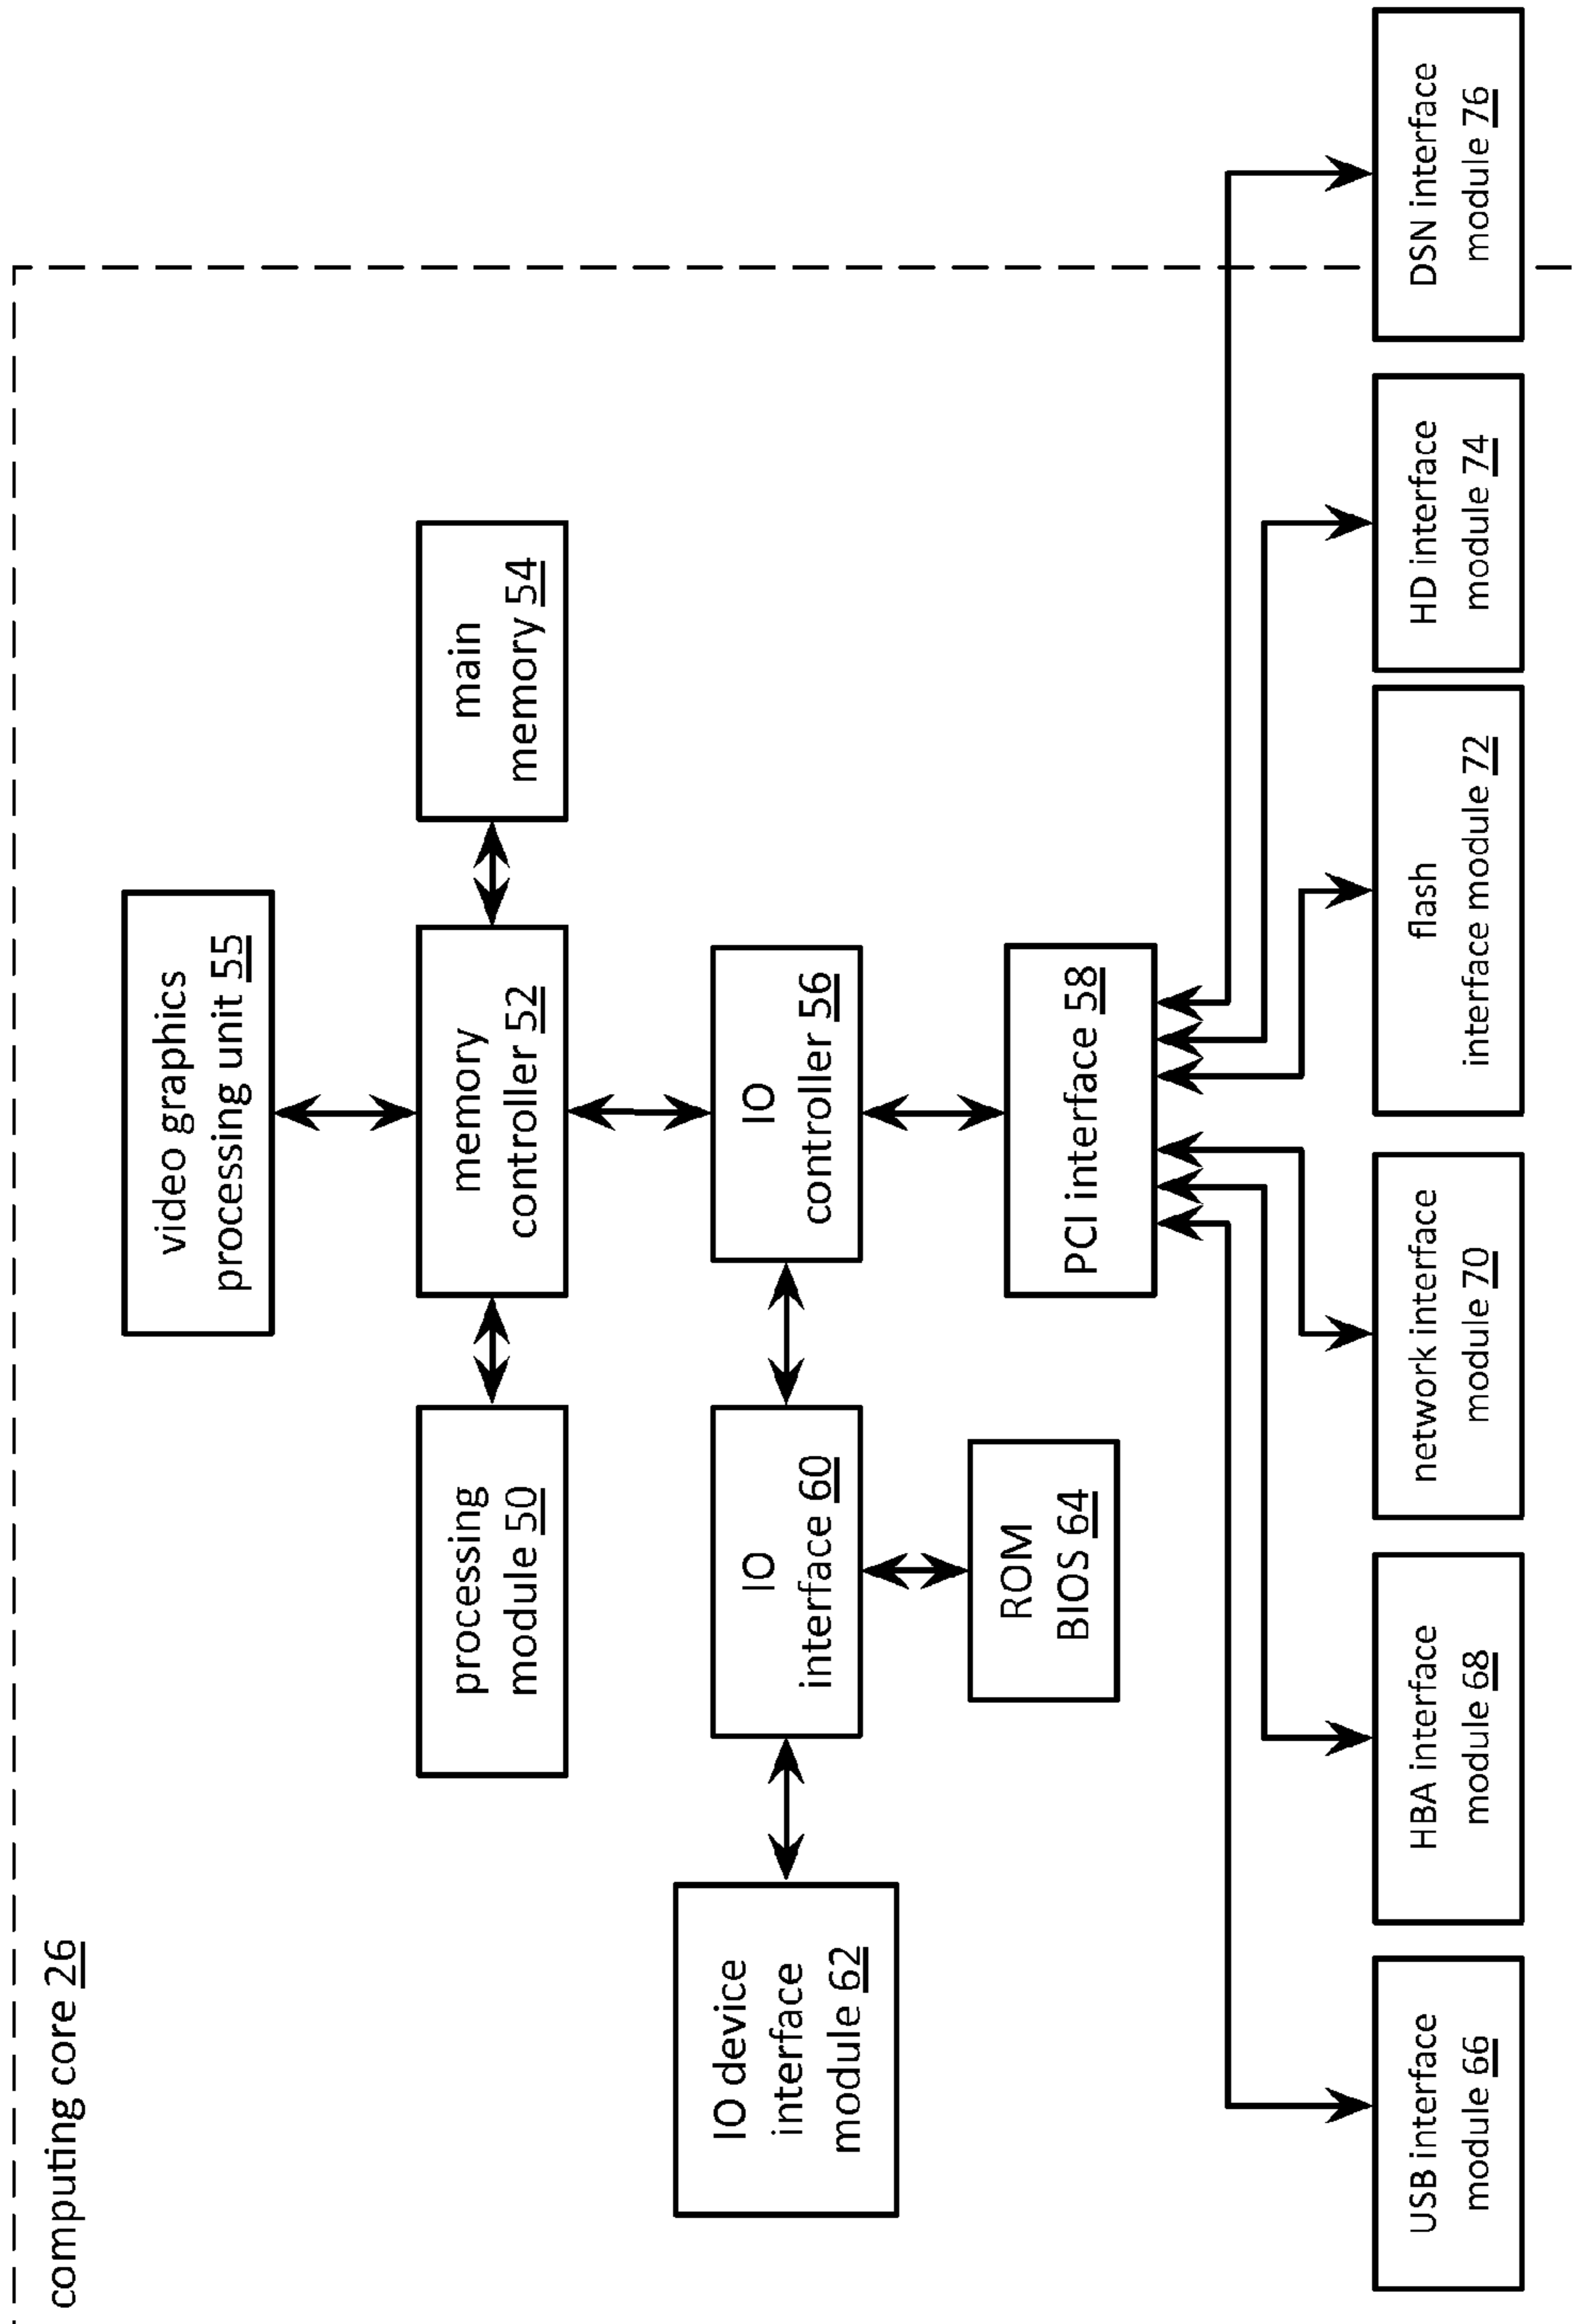 computing core 26
video graphics
processing unit 55
processing
module 50
memory
controller 52
main
memory 54
IO device
interface
module 62
IO
interface 60
IO
controller 56
ROM
BIOS 64
PCI interface 58
USB interface
module 66
HBA interface
module 68
network interface
module 70
flash
interface module 72
HD interface
module 74
DSN interface
module 76